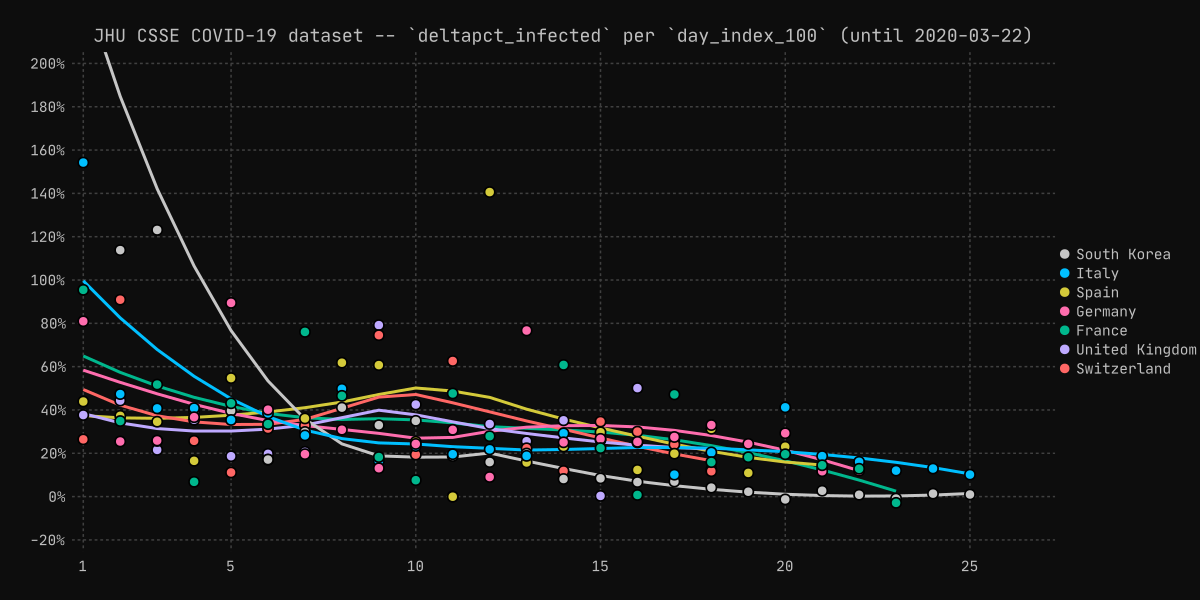 JHU CSSE COVID-19 dataset -- `deltapct_infected` per `day_index_100` (until 2020-03-22)
200%
180%
160%
140%
120%
100%
80%
60%
40%
20%
0%
-20%
1 5 10 15 20 25
South Korea
Italy
Spain
Germany
France
United Kingdom
Switzerland